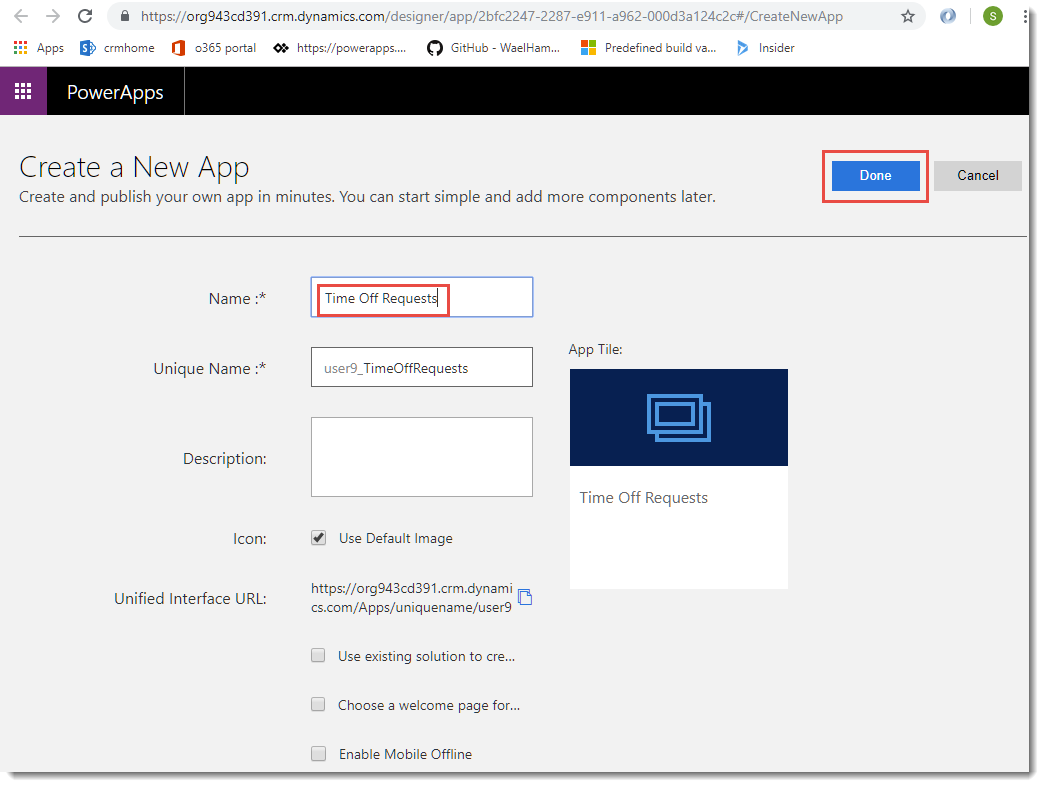 https://org943cd391.crm.dynamics.com/designer/app/2bfc2247-2287-e911-a962-000d3a124c2c#/CreateNewApp
S
Apps crmhome o365 portal https://powerapps.... GitHub - WaelHam... Predefined build va... Insider
PowerApps
Create a New App
Create and publish your own app in minutes. You can start simple and add more components later.
Done Cancel
Name :* Time Off Requests
Unique Name :* user9_TimeOffRequests
App Tile:
Time Off Requests
Description:
Icon: Use Default Image
Unified Interface URL: https://org943cd391.crm.dynami
cs.com/Apps/uniquename/user9
Use existing solution to cre...
Choose a welcome page for...
Enable Mobile Offline